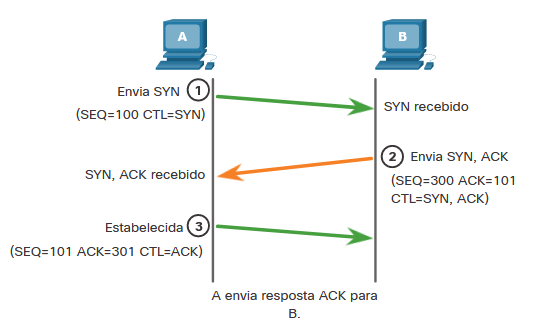 A
B
Envia SYN 1
(SEQ=100 CTL=SYN)
SYN recebido
2 Envia SYN, ACK
SYN, ACK recebido
(SEQ=300 ACK=101
CTL=SYN, ACK)
Estabelecida 3
(SEQ=101 ACK=301 CTL=ACK)
A envia resposta ACK para
B.